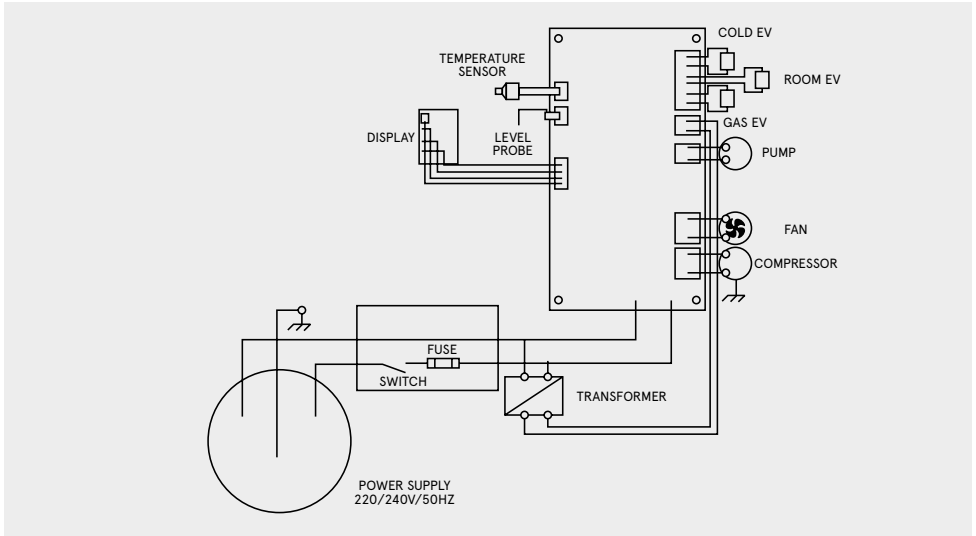 COLD EV
TEMPERATURE
SENSOR
ROOM EV
GAS EV
DISPLAY
LEVEL
PROBE
PUMP
FAN
COMPRESSOR
FUSE
SWITCH
TRANSFORMER
POWER SUPPLY
220/240V/50HZ